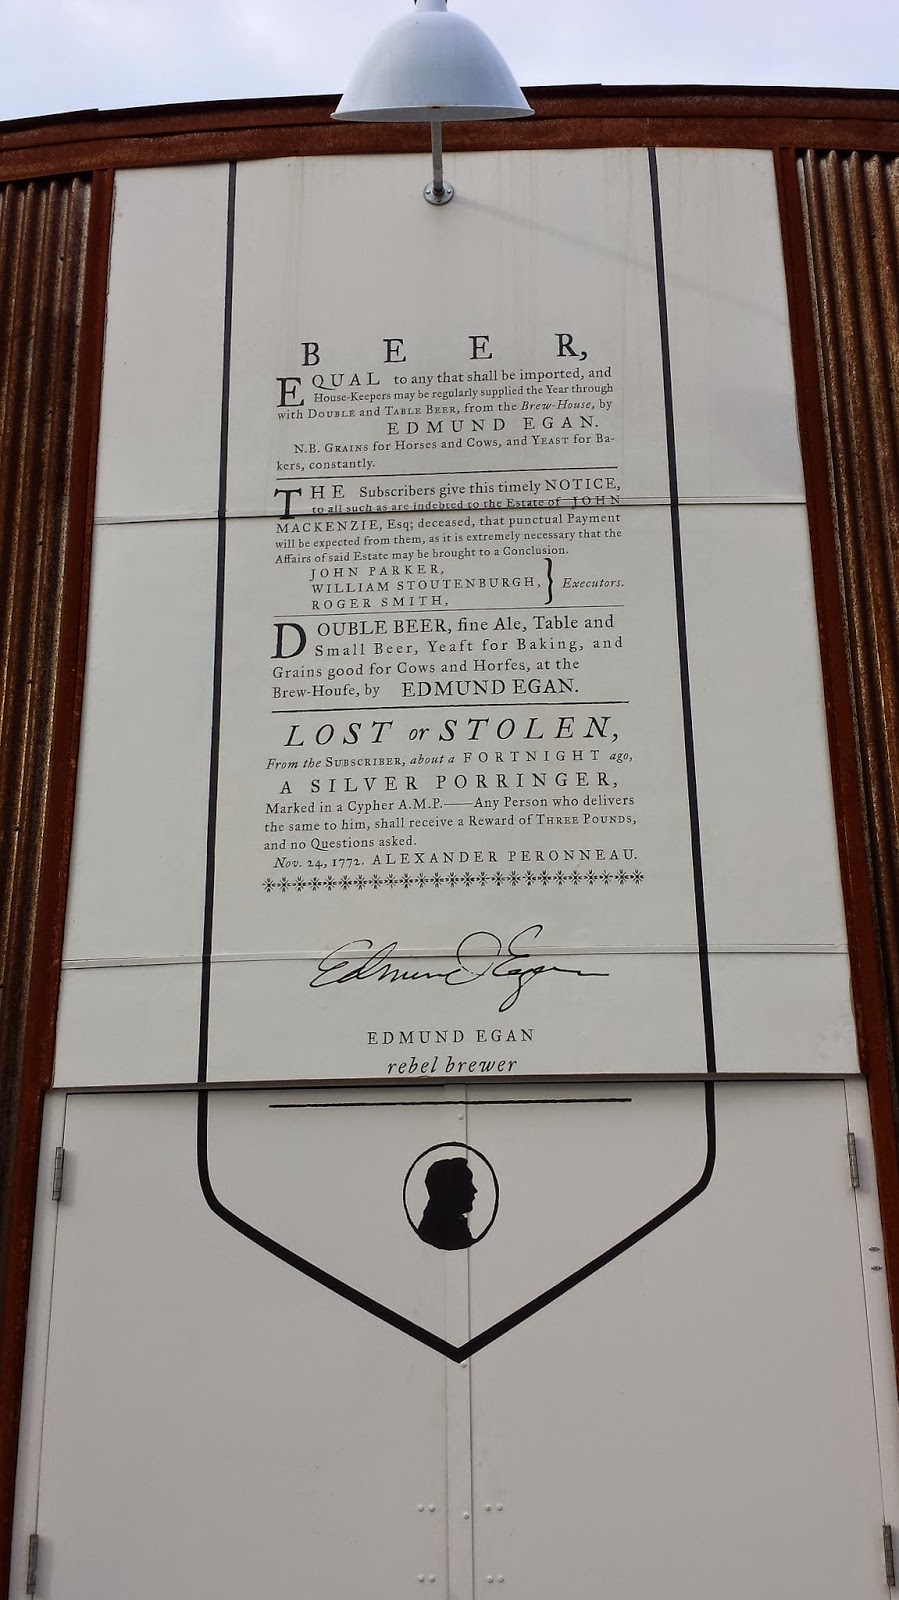 BEER,
EQUAL to any that shall be imported, and
House-Keepers may be regularly supplied the Year through
with DOUBLE and TABLE BEER, from the Brew-House, by
EDMUND EGAN.
N.B. GRAINS for Horses and Cows, and YEAST for Ba-
kers, constantly.
THE Subscribers give this timely NOTICE,
to all such as are indebted to the Estate of JOHN
MACKENZIE, Esq; deceased, that punctual Payment
will be expected from them, as it is extremely necessary that the
Affairs of said Estate may be brought to a Conclusion.
JOHN PARKER,
WILLIAM STOUTENBURGH, } Executors.
ROGER SMITH,
DOUBLE BEER, fine Ale, Table and
Small Beer, Yeaft for Baking, and
Grains good for Cows and Horfes, at the
Brew-Houfe, by EDMUND EGAN.
LOST or STOLEN,
From the SUBSCRIBER, about a FORTNIGHT ago,
A SILVER PORRINGER,
Marked in a Cypher A.M.P.——Any Person who delivers
the same to him, shall receive a Reward of THREE POUNDS,
and no Questions asked.
Nov. 24, 1772. ALEXANDER PERONNEAU.
Edmund Egan
EDMUND EGAN
rebel brewer